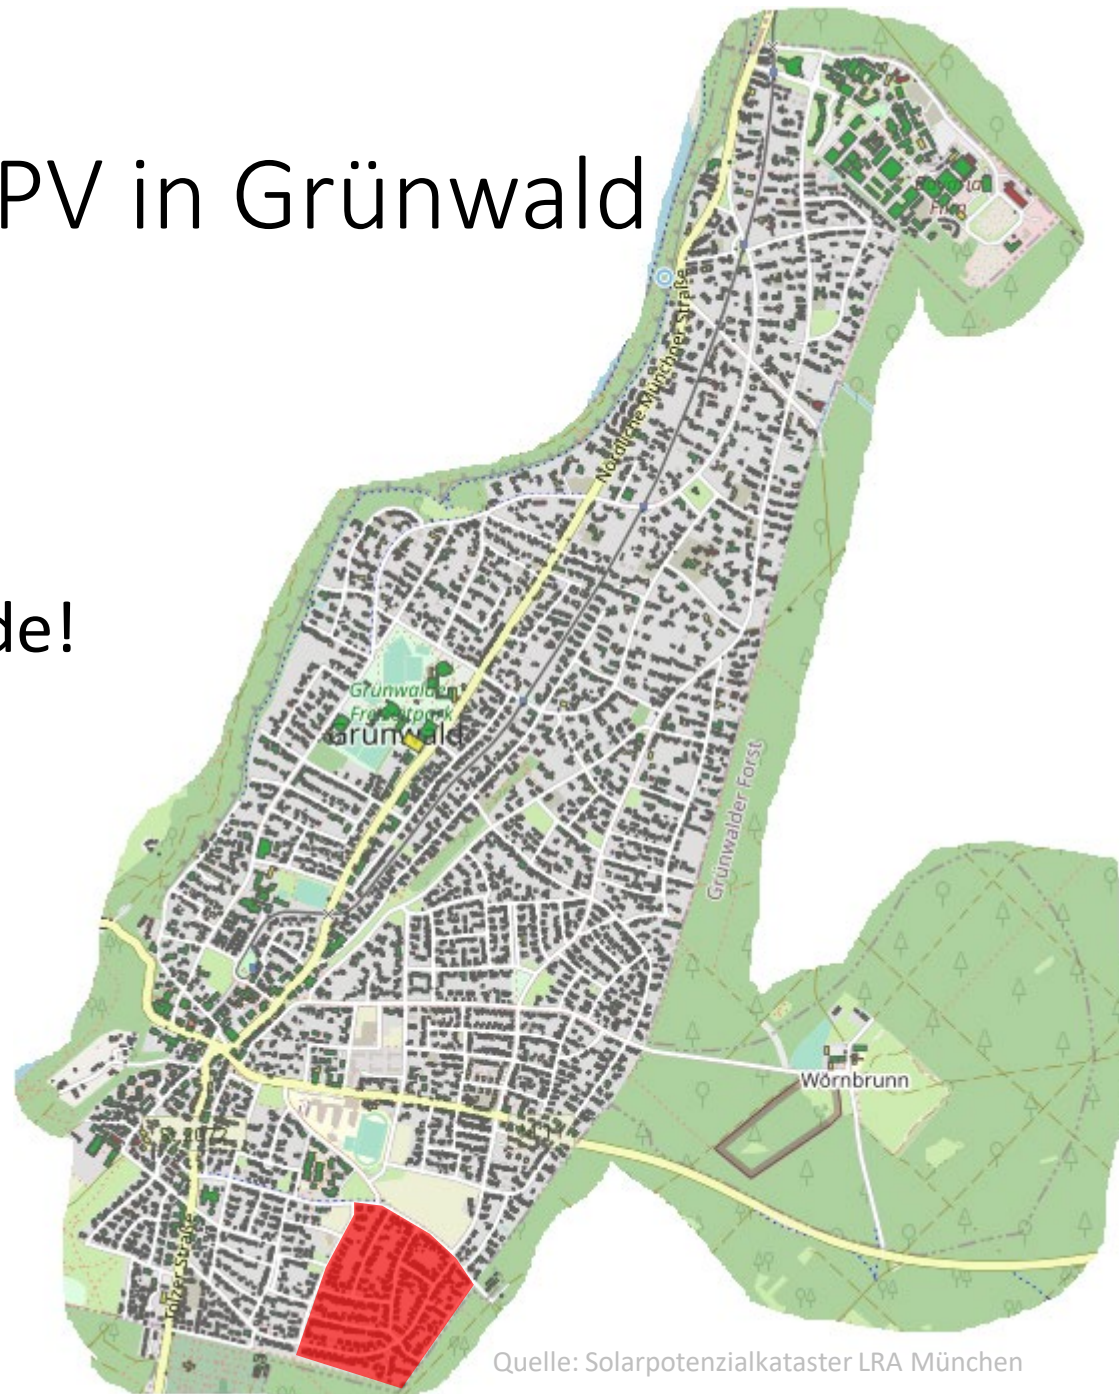 PV in Grünwald
de!
Nördliche Münchner Straße
Grünwalder
Freizeitpark
Grünwald
Grünwalder Forst
Wörnbrunn
Tölzer Straße
Quelle: Solarpotenzialkataster LRA München